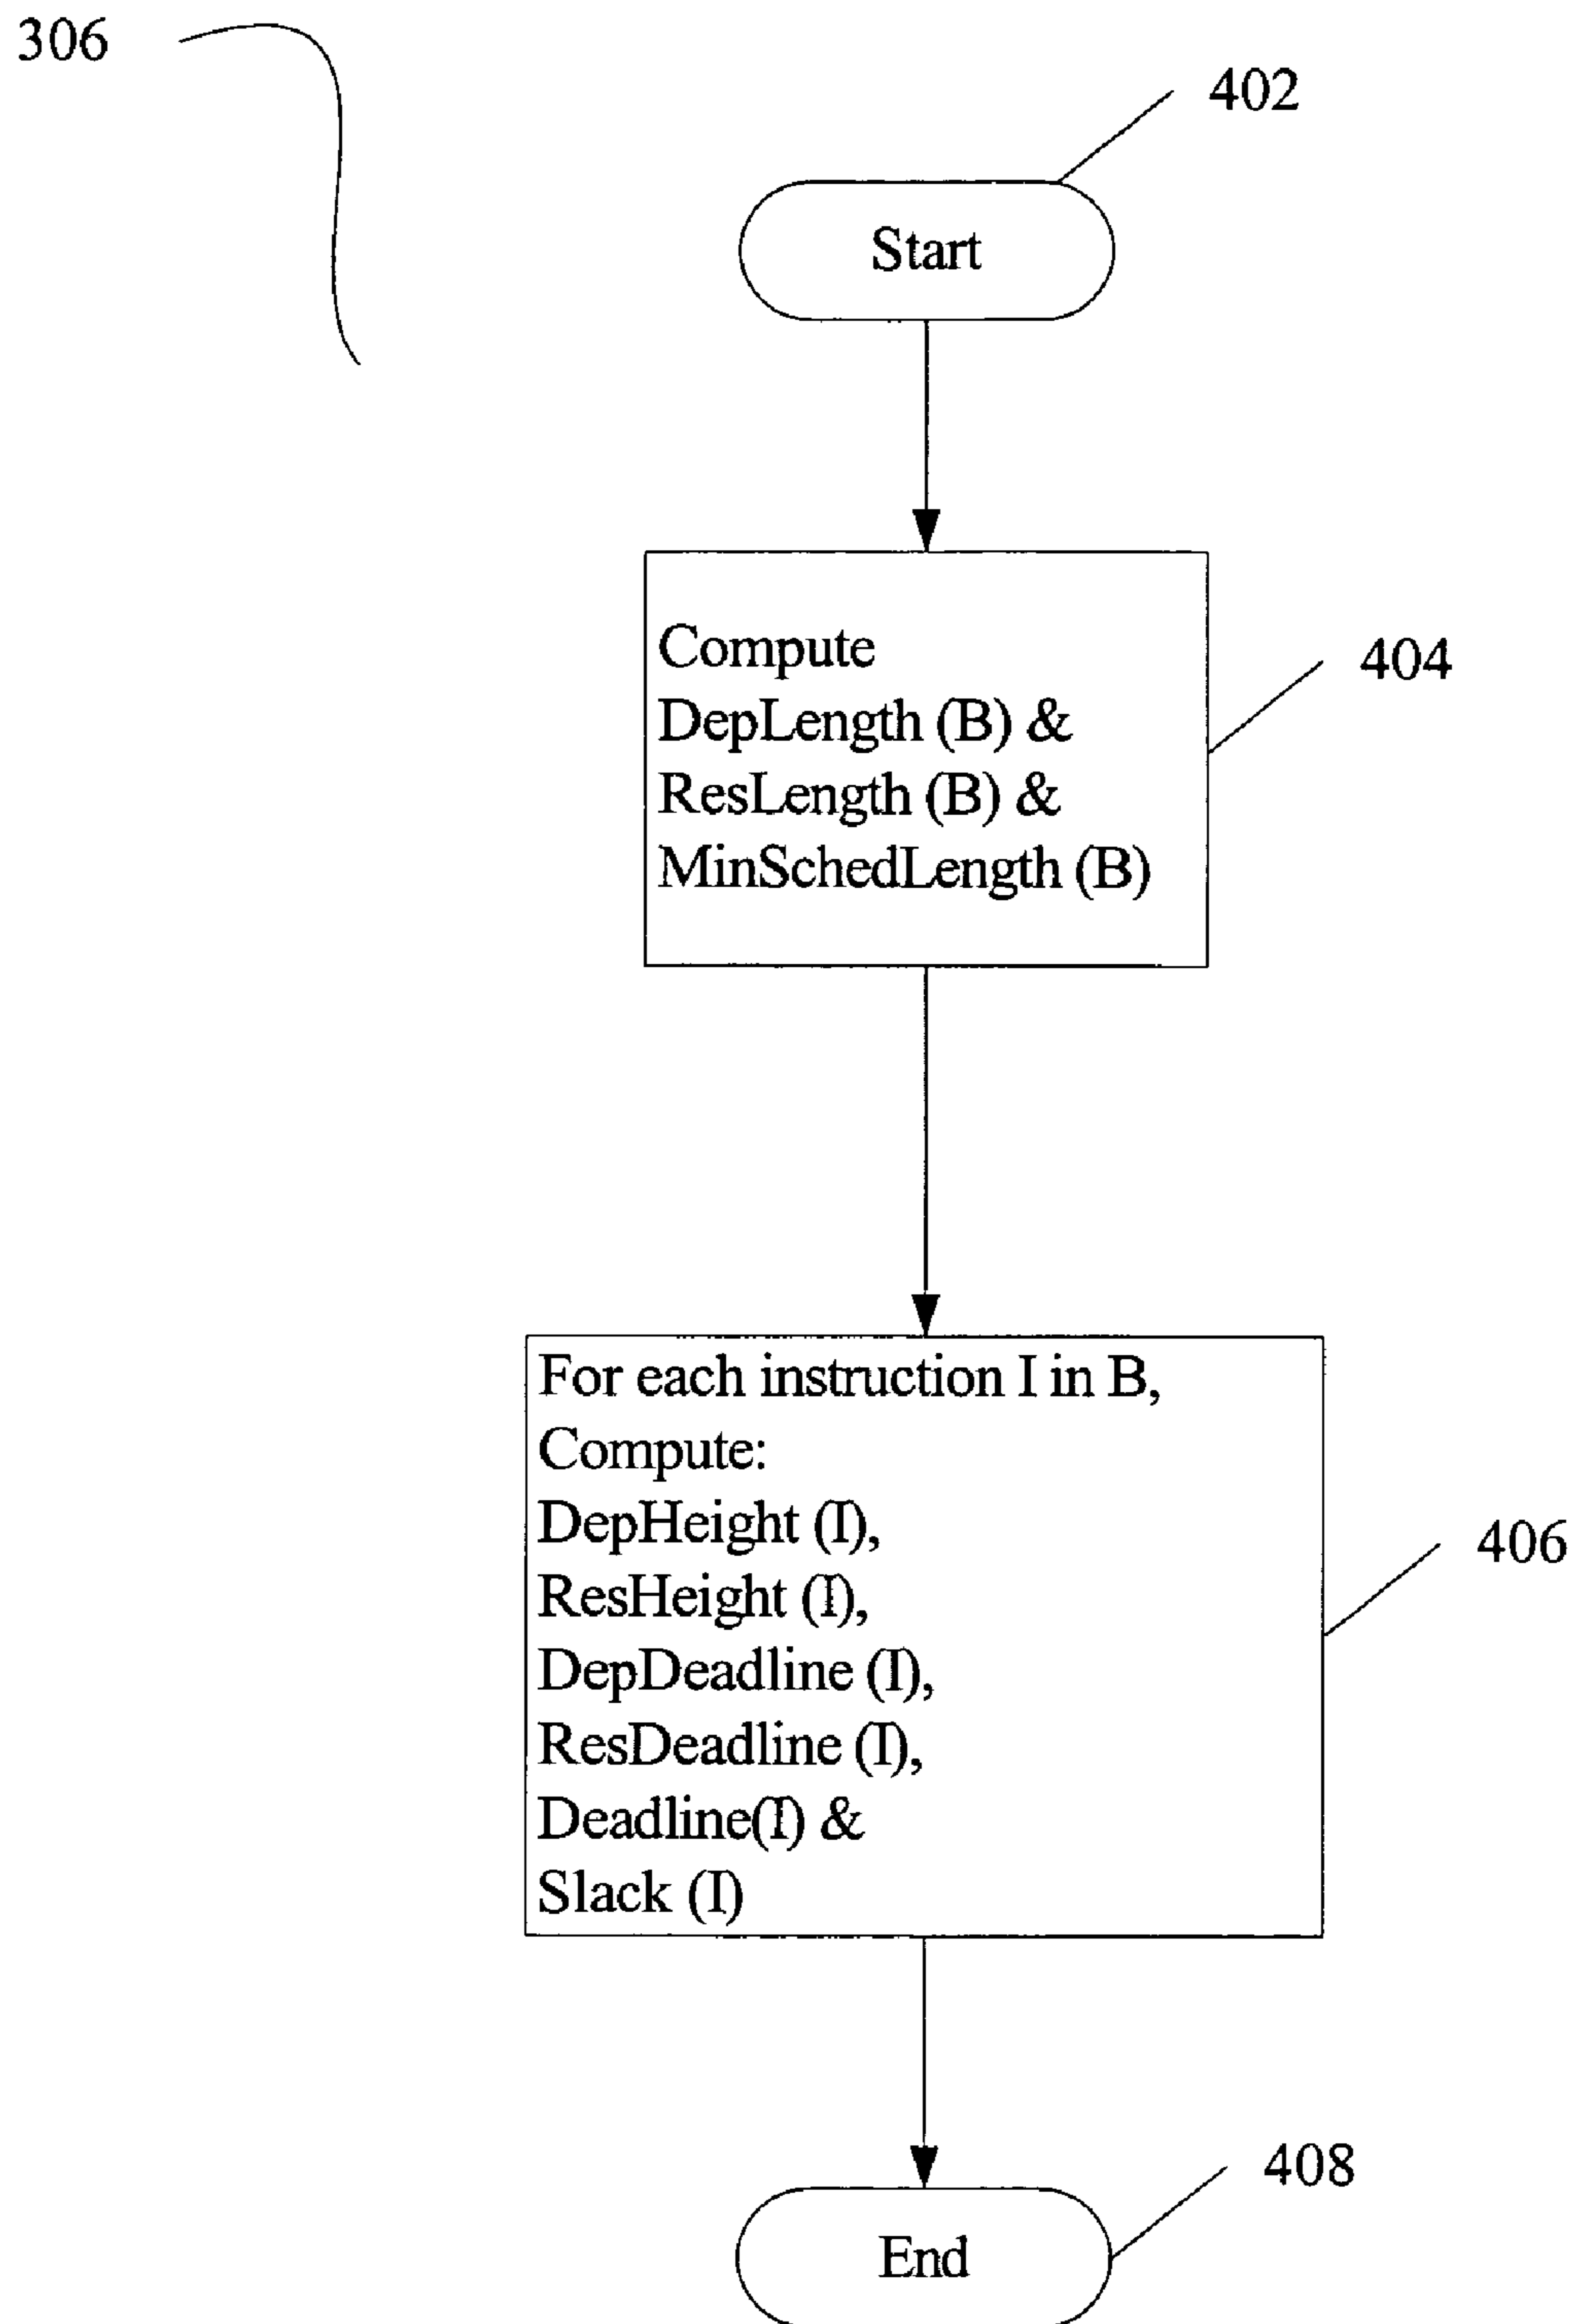 306
402
Start
Compute
DepLength (B) &
ResLength (B) &
MinSchedLength (B)
404
For each instruction I in B,
Compute:
DepHeight (I),
ResHeight (I),
DepDeadline (I),
ResDeadline (I),
Deadline(I) &
Slack (I)
406
408
End